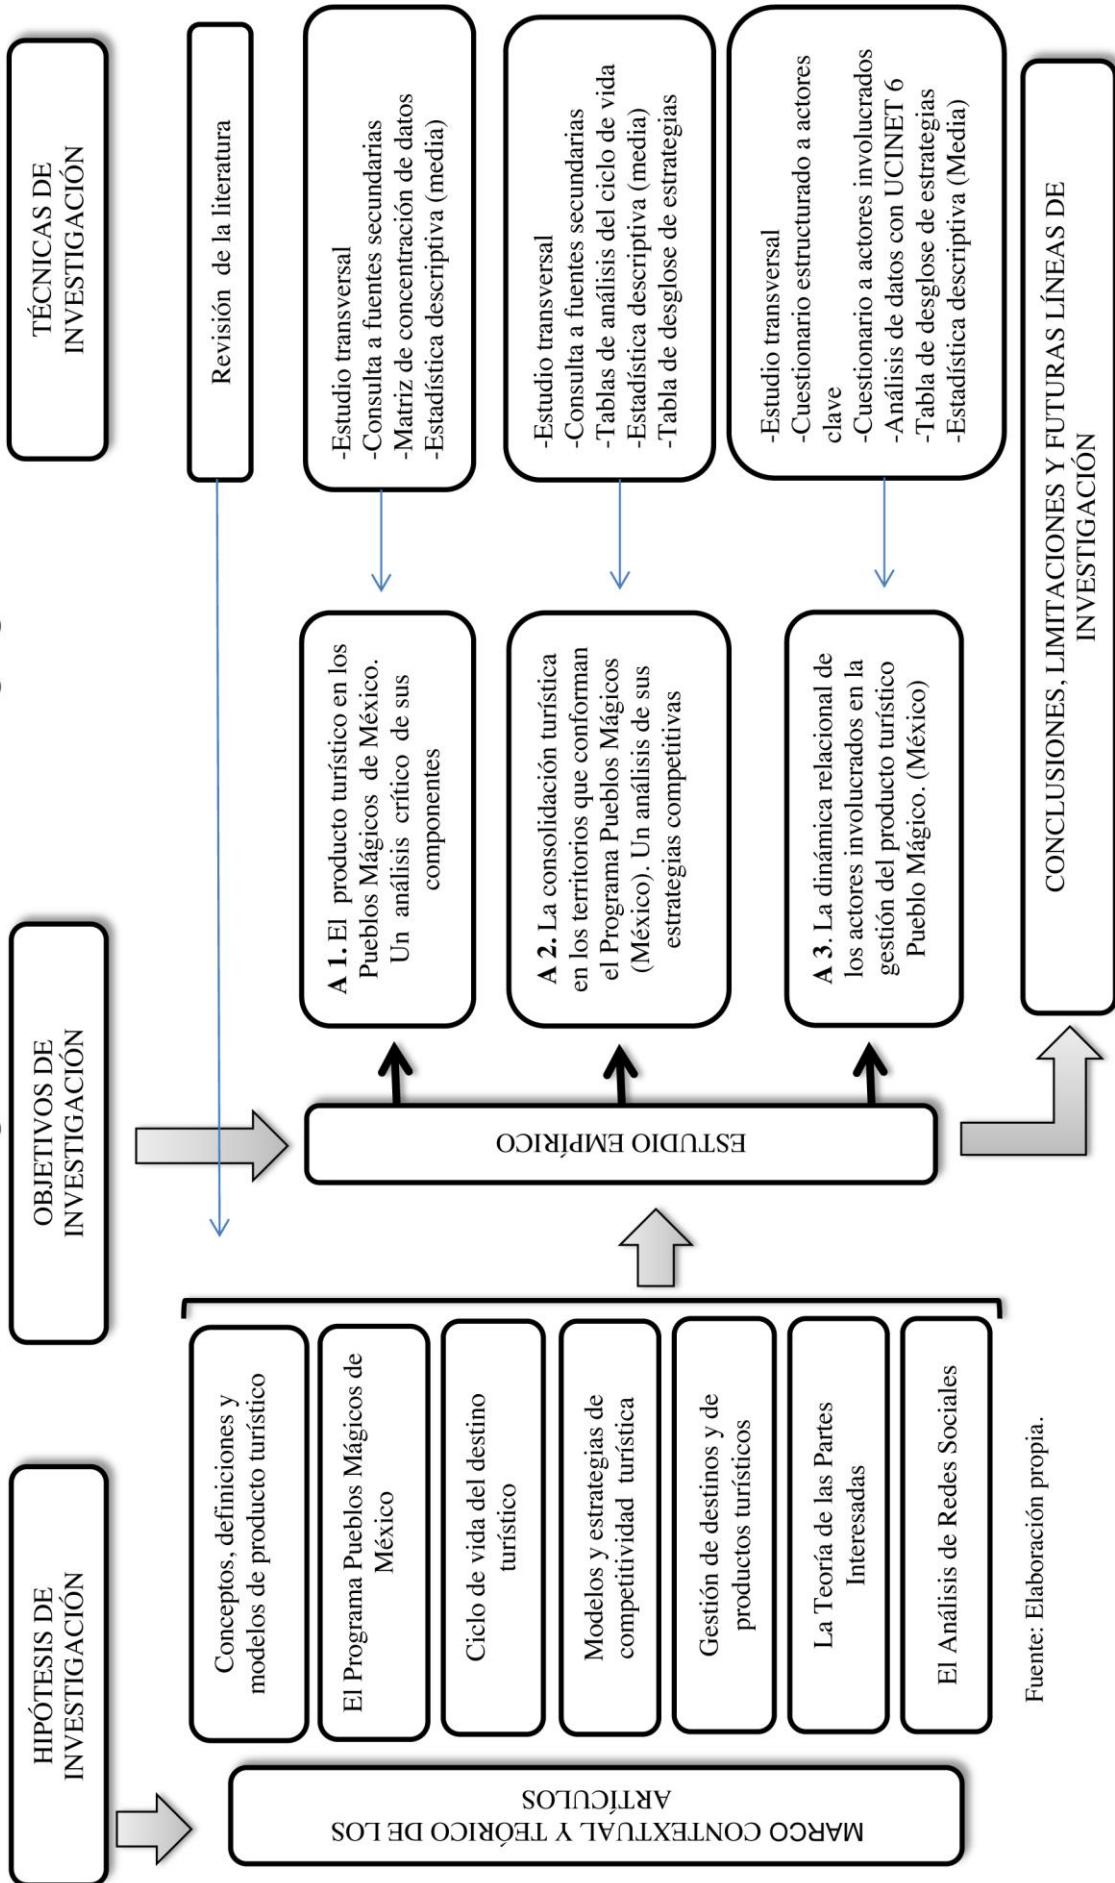 HIPÓTESIS DE
INVESTIGACIÓN
OBJETIVOS DE
INVESTIGACIÓN
TÉCNICAS DE
INVESTIGACIÓN
MARCO CONTEXTUAL Y TEÓRICO DE LOS
ARTÍCULOS
Conceptos, definiciones y
modelos de producto turístico
El Programa Pueblos Mágicos de
México
Ciclo de vida del destino
turístico
Modelos y estrategias de
competitividad turística
Gestión de destinos y de
productos turísticos
La Teoría de las Partes
Interesadas
El Análisis de Redes Sociales
ESTUDIO EMPÍRICO
A 1. El producto turístico en los
Pueblos Mágicos de México.
Un análisis crítico de sus
componentes
A 2. La consolidación turística
en los territorios que conforman
el Programa Pueblos Mágicos
(México). Un análisis de sus
estrategias competitivas
A 3. La dinámica relacional de
los actores involucrados en la
gestión del producto turístico
Pueblo Mágico. (México)
Revisión de la literatura
-Estudio transversal
-Consulta a fuentes secundarias
-Matriz de concentración de datos
-Estadística descriptiva (media)
-Estudio transversal
-Consulta a fuentes secundarias
-Tablas de análisis del ciclo de vida
-Estadística descriptiva (media)
-Tabla de desglose de estrategias
-Estudio transversal
-Cuestionario estructurado a actores
clave
-Cuestionario a actores involucrados
-Análisis de datos con UCINET 6
-Tabla de desglose de estrategias
-Estadística descriptiva (Media)
CONCLUSIONES, LIMITACIONES Y FUTURAS LÍNEAS DE
INVESTIGACIÓN
Fuente: Elaboración propia.